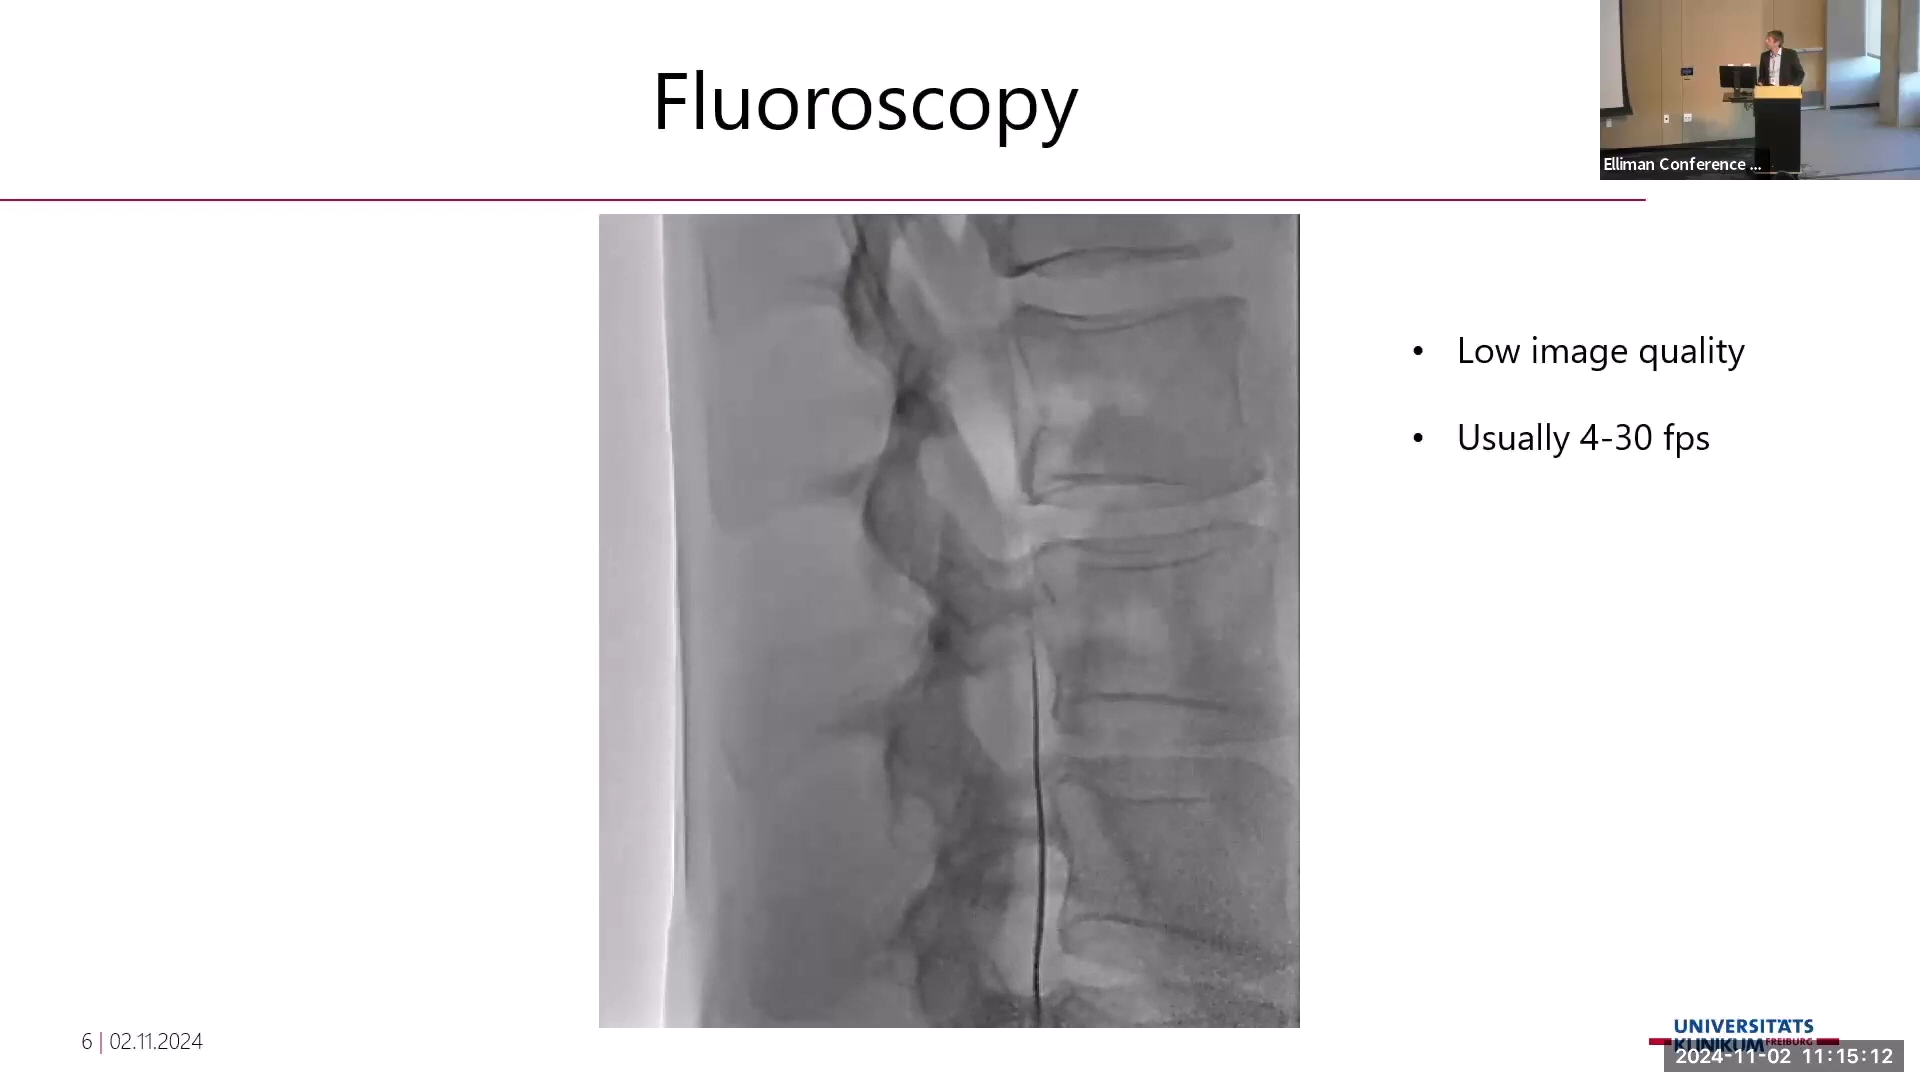 Fluoroscopy
Elliman Conference ...
• Low image quality
• Usually 4-30 fps
6 | 02.11.2024
UNIVERSITÄTS
KLINIKUM FREIBURG
2024-11-02 11:15:12